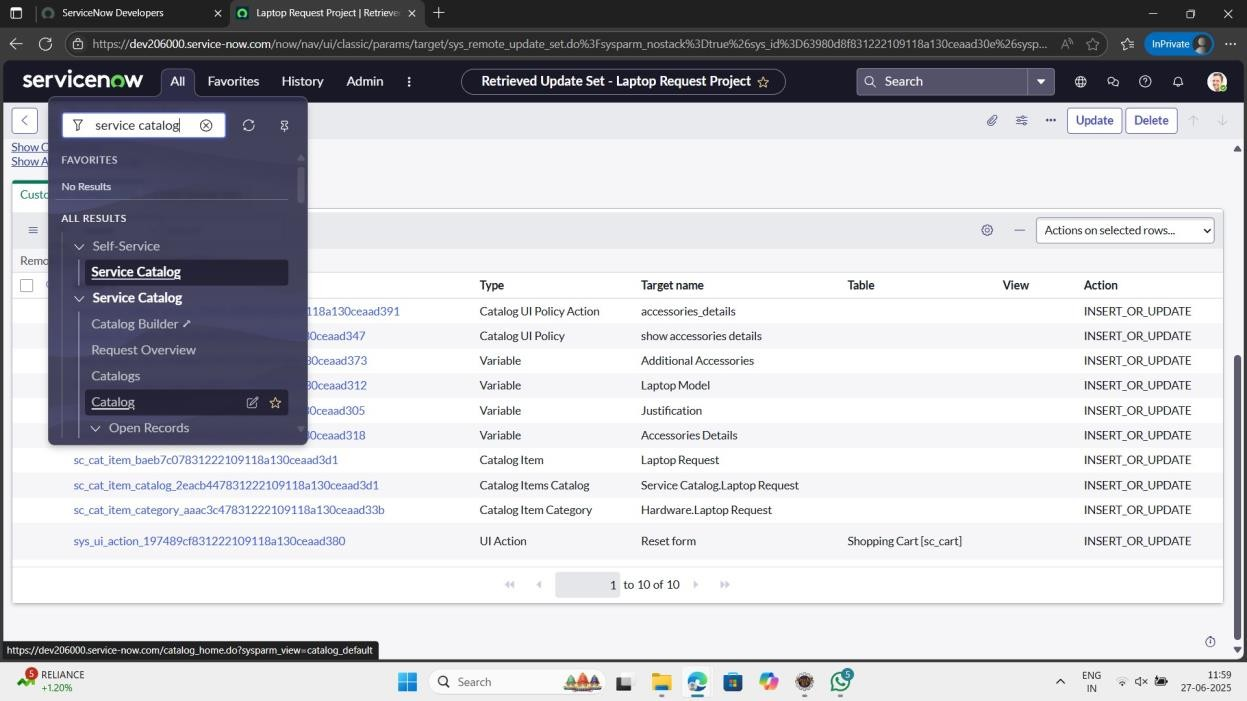 ServiceNow Developers
Laptop Request Project | Retrieve
https://dev206000.service-now.com/now/nav/ui/classic/params/target/sys_remote_update_set.do%3Fsysparm_nostack%3Dtrue%26sys_id%3D63980d8f831222109118a130ceaad30e%26sysp...
InPrivate
servicenow
All
Favorites
History
Admin
Retrieved Update Set - Laptop Request Project
Search
service catalog
Update
Delete
Show C
Show A
FAVORITES
No Results
Custo
ALL RESULTS
Actions on selected rows...
Self-Service
Remo
Service Catalog
Type
Target name
Table
View
Action
Service Catalog
18a130ceaad391
Catalog UI Policy Action
accessories_details
INSERT_OR_UPDATE
Catalog Builder
0ceaad347
Catalog UI Policy
show accessories details
INSERT_OR_UPDATE
Request Overview
0ceaad373
Variable
Additional Accessories
INSERT_OR_UPDATE
Catalogs
0ceaad312
Variable
Laptop Model
INSERT_OR_UPDATE
Catalog
0ceaad305
Variable
Justification
INSERT_OR_UPDATE
Open Records
0ceaad318
Variable
Accessories Details
INSERT_OR_UPDATE
sc_cat_item_baeb7c07831222109118a130ceaad3d1
Catalog Item
Laptop Request
INSERT_OR_UPDATE
sc_cat_item_catalog_2eacb447831222109118a130ceaad3d1
Catalog Items Catalog
Service Catalog.Laptop Request
INSERT_OR_UPDATE
sc_cat_item_category_aaac3c47831222109118a130ceaad33b
Catalog Item Category
Hardware.Laptop Request
INSERT_OR_UPDATE
sys_ui_action_197489cf831222109118a130ceaad380
UI Action
Reset form
Shopping Cart [sc_cart]
INSERT_OR_UPDATE
1 to 10 of 10
https://dev206000.service-now.com/catalog_home.do?sysparm_view=catalog_default
5
RELIANCE
+1.20%
Search
5
ENG
IN
11:59
27-06-2025